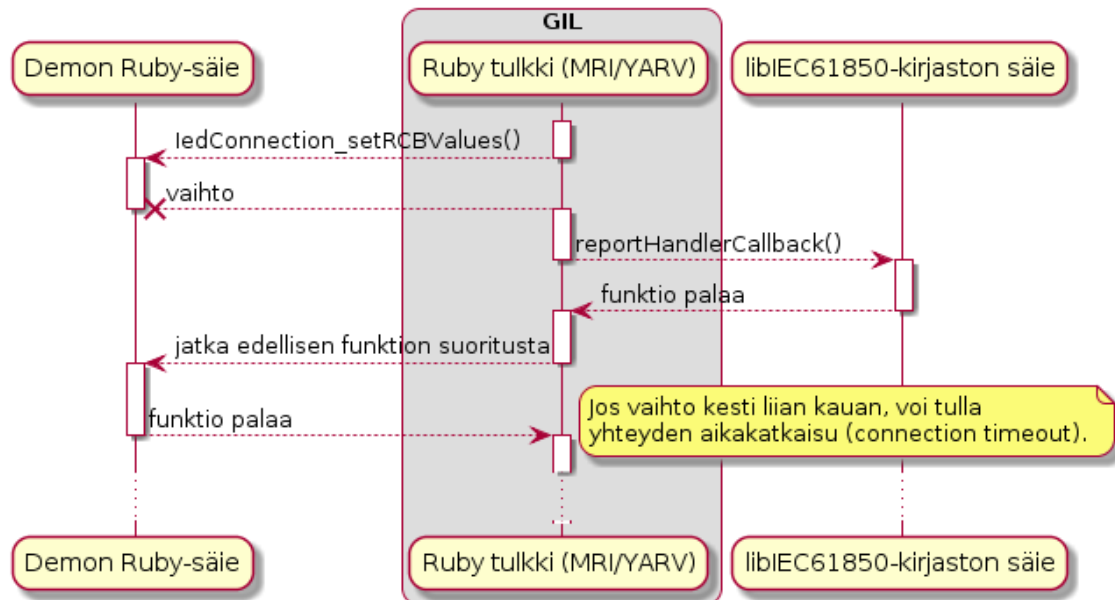 GIL
Demon Ruby-säie
Ruby tulkki (MRI/YARV)
libIEC61850-kirjaston säie
IedConnection_setRCBValues()
vaihto
reportHandlerCallback()
funktio palaa
jatka edellisen funktion suoritusta
Jos vaihto kesti liian kauan, voi tulla
yhteyden aikakatkaisu (connection timeout).
funktio palaa
Demon Ruby-säie
Ruby tulkki (MRI/YARV)
libIEC61850-kirjaston säie